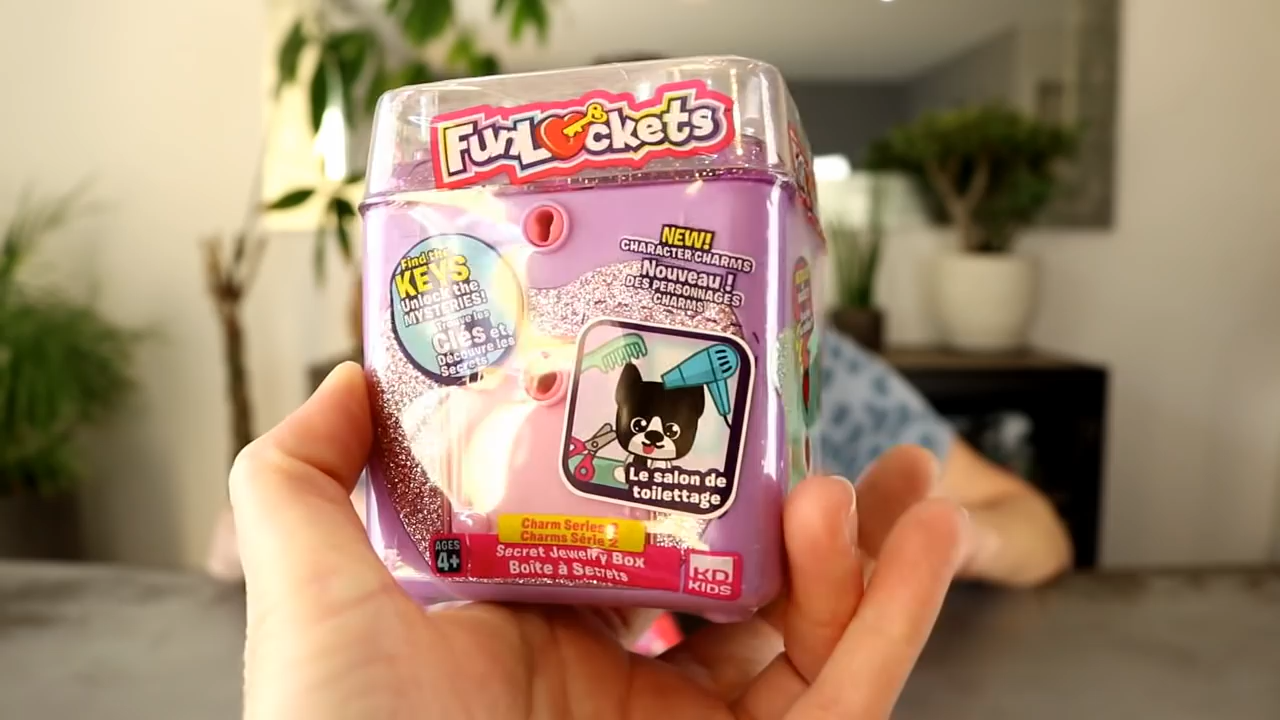 FunLockets
Find the
KEYS
Unlock the
MYSTERIES!
Trouve les
Clés et
Découvre les
Secrets
NEW!
CHARACTER CHARMS
Nouveau !
DES PERSONNAGES
CHARMS
Le salon de
toilettage
Charm Series
Charms Série 2
AGES
4+
Secret Jewelry Box
Boîte à Secrets
KD
KIDS